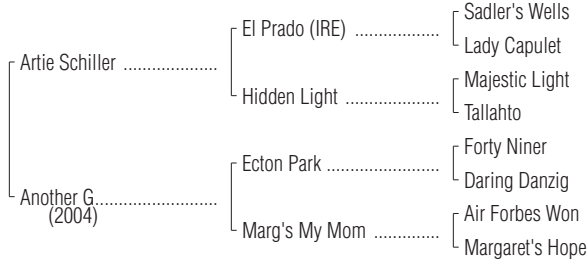 Sadler's Wells
El Prado (IRE) ...................
Lady Capulet
Artie Schiller .....................
Majestic Light
Hidden Light .....................
Tallahto
Forty Niner
Ecton Park .........................
Daring Danzig
Another G...........................
(2004)
Air Forbes Won
Marg's My Mom ...............
Margaret's Hope